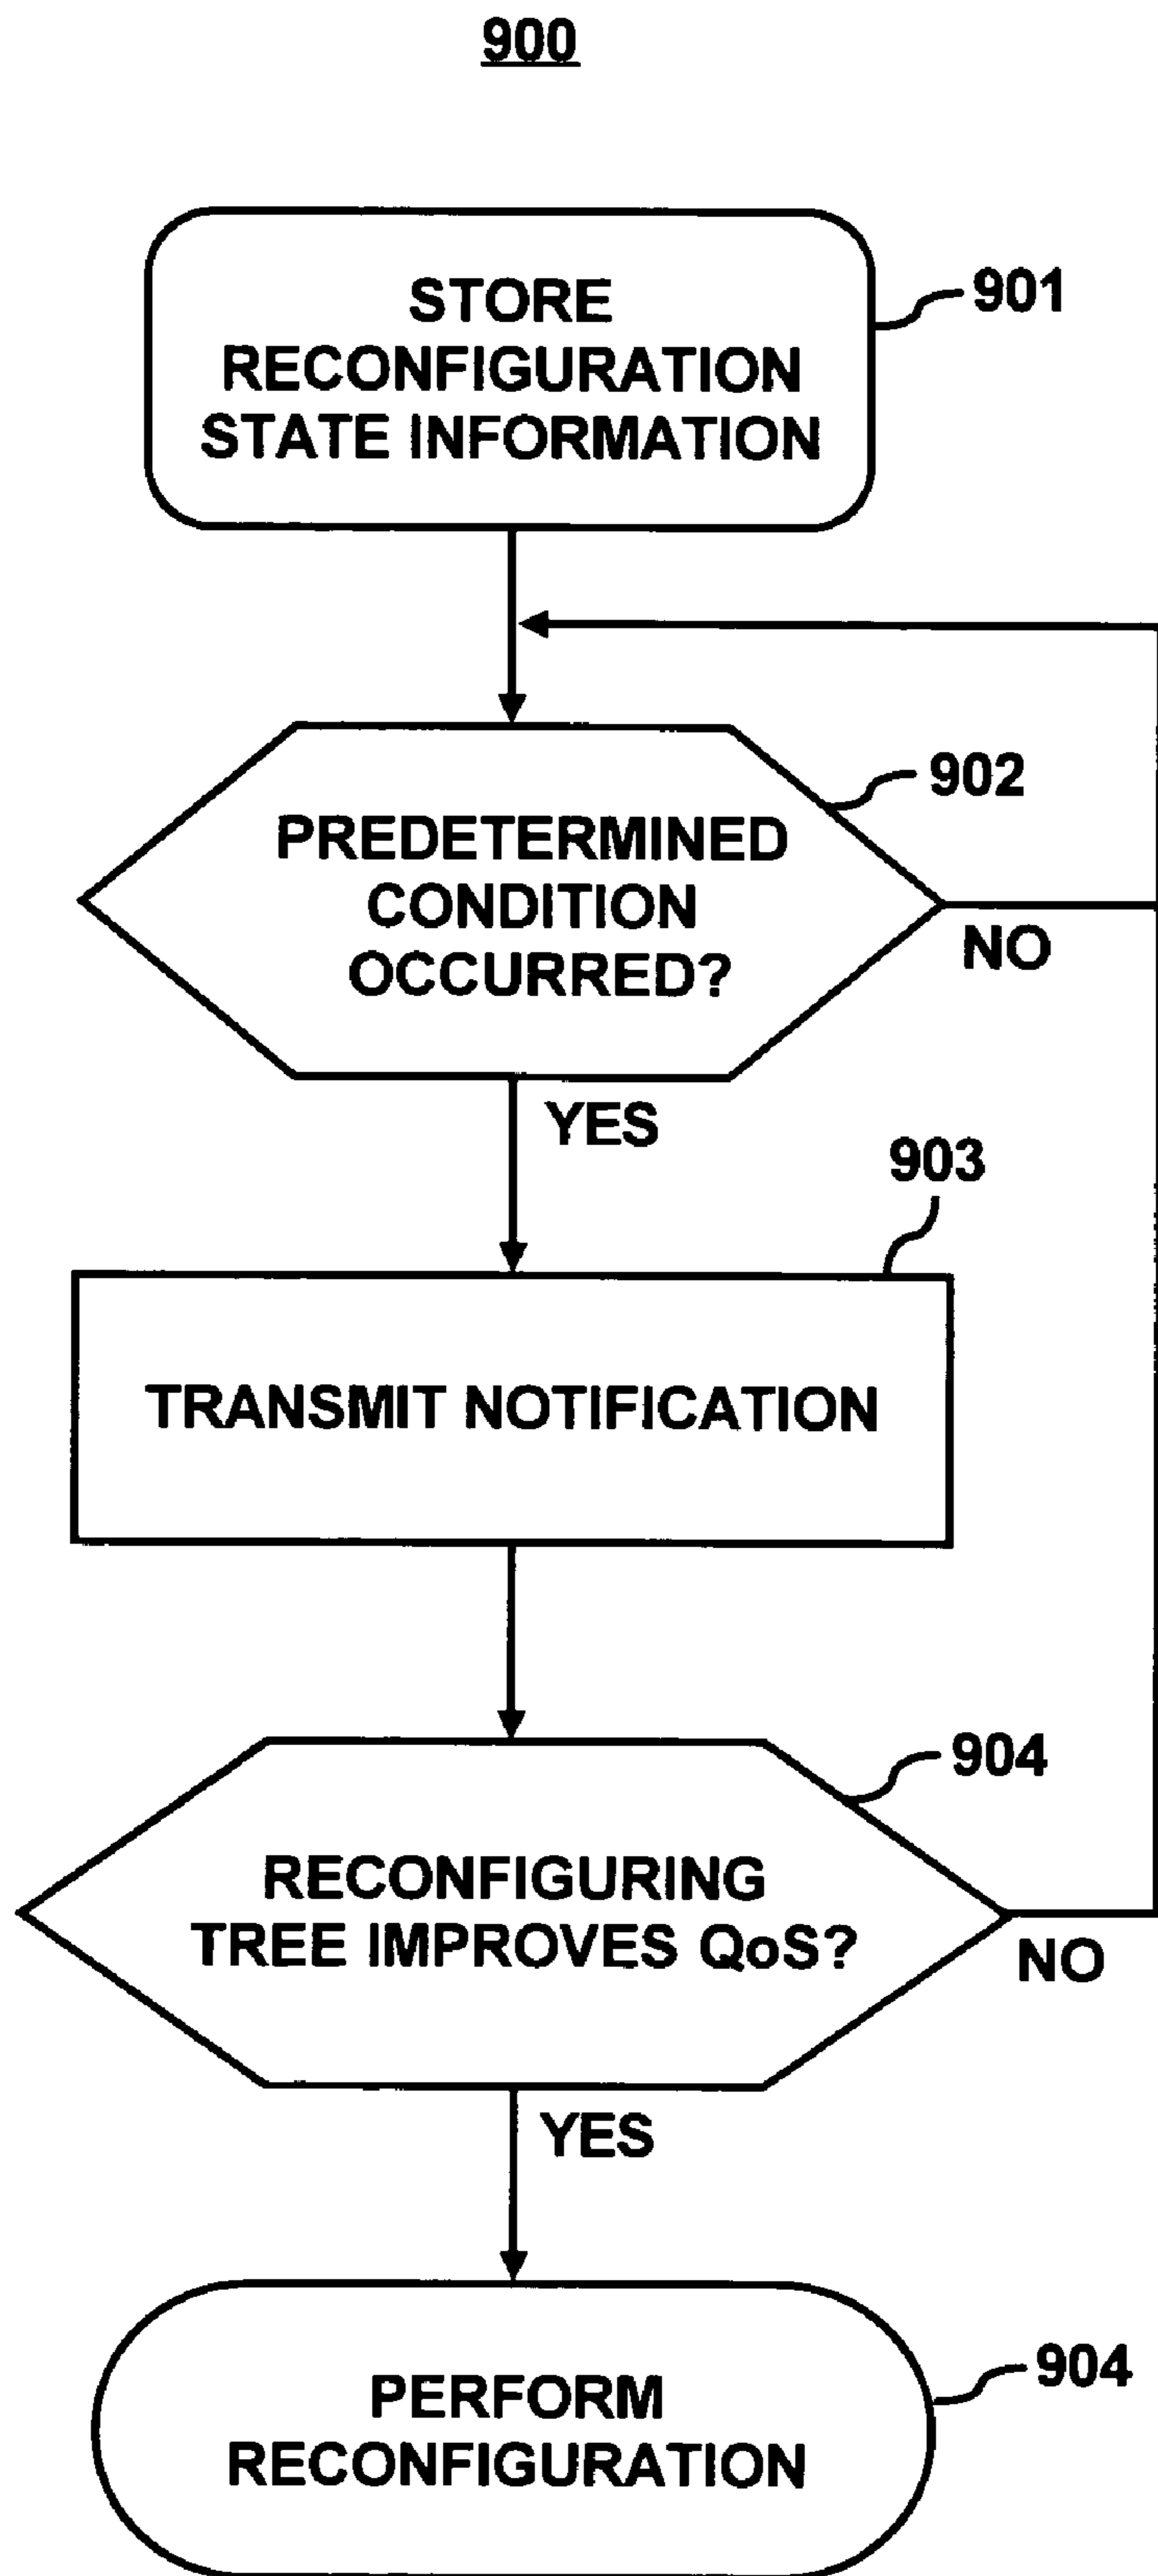 900
STORE
RECONFIGURATION
STATE INFORMATION
901
PREDETERMINED
CONDITION
OCCURRED?
902
NO
YES
903
TRANSMIT NOTIFICATION
904
RECONFIGURING
TREE IMPROVES QoS?
NO
YES
PERFORM
RECONFIGURATION
904